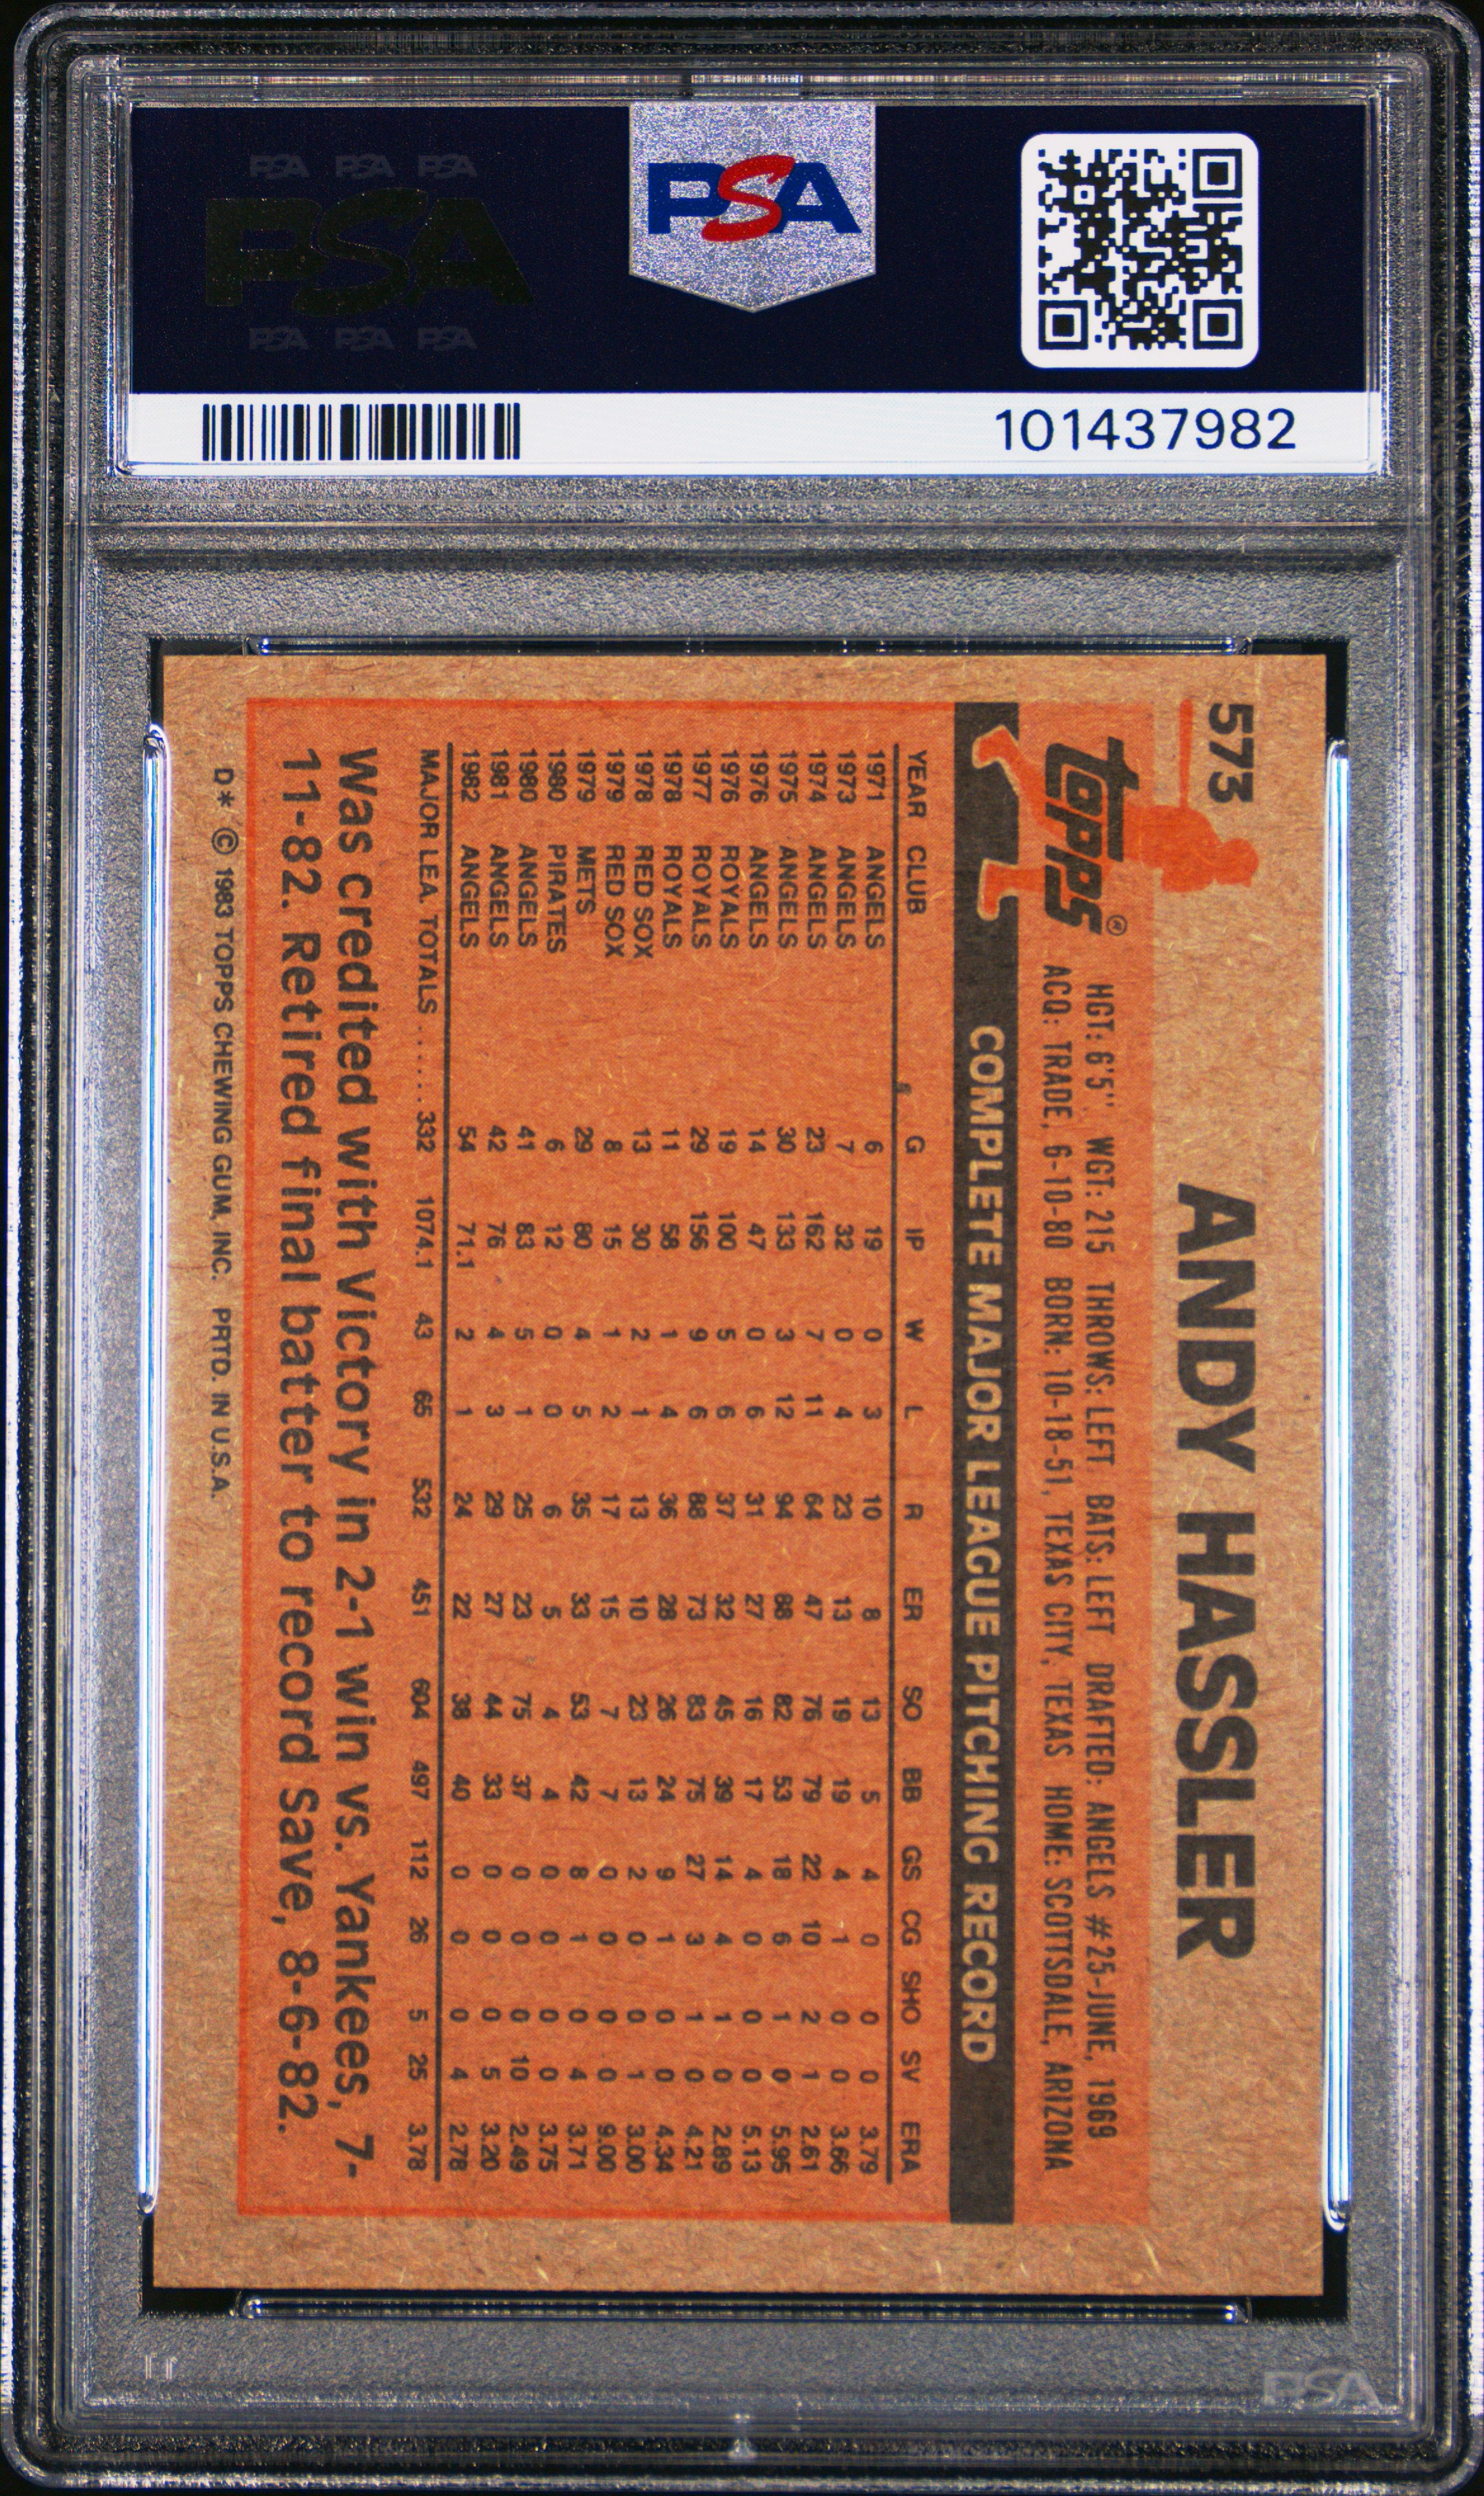 PSA PSA PSA
PSA
PSA PSA PSA
PSA
101437982
573
ANDY HASSLER
Topps®
HGT: 6'5" WGT: 215 THROWS: LEFT BATS: LEFT DRAFTED: ANGELS #25-JUNE, 1969
ACQ: TRADE, 6-10-80 BORN: 10-18-51, TEXAS CITY, TEXAS HOME: SCOTTSDALE, ARIZONA
COMPLETE MAJOR LEAGUE PITCHING RECORD
YEAR CLUB G IP W L R ER SO BB GS CG SHO SV ERA
1971 ANGELS 6 19 0 3 10 8 13 5 4 0 0 0 3.79
1973 ANGELS 7 32 0 4 23 13 19 19 4 1 0 0 3.66
1974 ANGELS 23 162 7 11 64 47 76 79 22 10 2 1 2.61
1975 ANGELS 30 133 3 12 94 88 82 53 18 6 1 0 5.95
1976 ANGELS 14 47 0 6 31 27 16 17 4 0 0 0 5.13
1976 ROYALS 19 100 5 6 37 32 45 39 14 4 1 0 2.89
1977 ROYALS 29 156 9 6 88 73 83 75 27 3 1 0 4.21
1978 ROYALS 11 58 1 4 36 28 26 24 9 1 0 0 4.34
1978 RED SOX 13 30 2 1 13 10 23 13 2 0 0 1 3.00
1979 RED SOX 8 15 1 2 17 15 7 7 0 0 0 0 9.00
1979 METS 29 80 4 5 35 33 53 42 8 1 0 4 3.71
1980 PIRATES 6 12 0 0 6 5 4 4 0 0 0 0 3.75
1980 ANGELS 41 83 5 1 25 23 75 37 0 0 0 10 2.49
1981 ANGELS 42 76 4 3 29 27 44 33 0 0 0 5 3.20
1982 ANGELS 54 71.1 2 1 24 22 38 40 0 0 0 4 2.78
MAJOR LEA. TOTALS ..... 332 1074.1 43 65 532 451 604 497 112 26 5 25 3.78
Was credited with Victory in 2-1 win vs. Yankees, 7-
11-82. Retired final batter to record Save, 8-6-82.
D* © 1983 TOPPS CHEWING GUM, INC. PRTD. IN U.S.A.
PSA